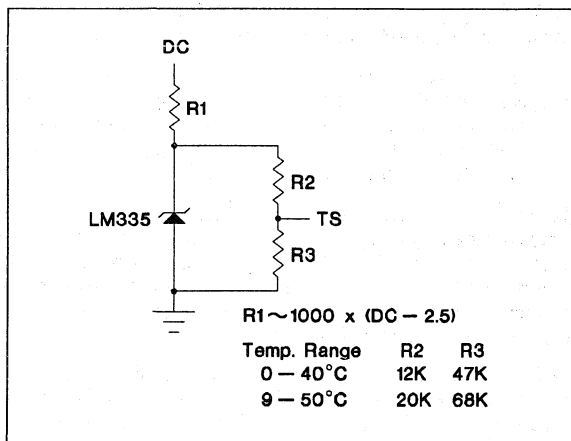 DC
R1
R2
LM335
TS
R3
R1~1000 x (DC – 2.5)
Temp. Range R2 R3
0 – 40°C 12K 47K
9 – 50°C 20K 68K